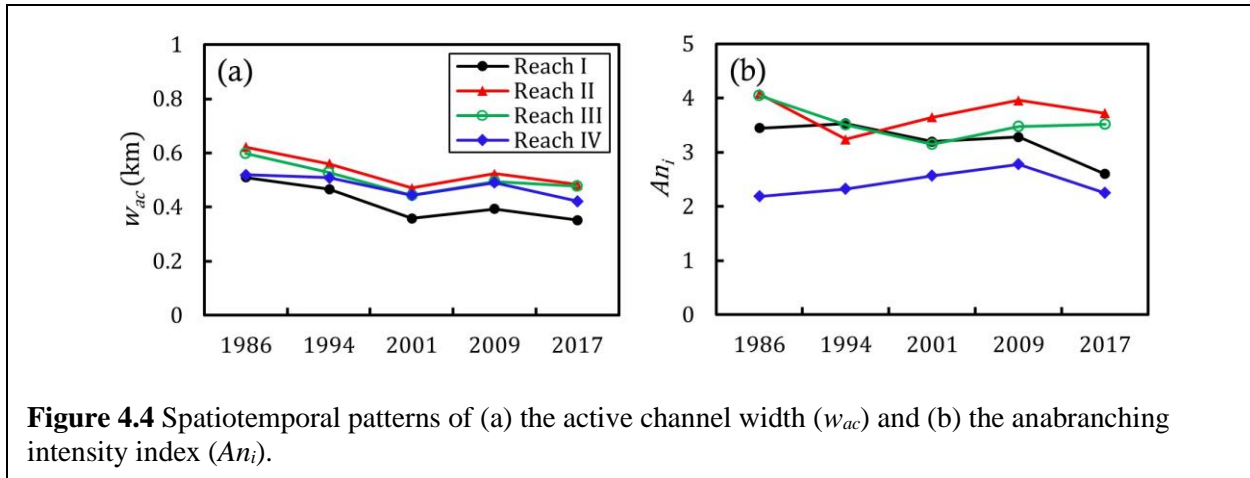 (a)
1
0.8
0.6
0.4
0.2
0
w_ac (km)
Reach I
Reach II
Reach III
Reach IV
1986 1994 2001 2009 2017
(b)
5
4
3
2
1
0
An_i
1986 1994 2001 2009 2017
Figure 4.4 Spatiotemporal patterns of (a) the active channel width (w_ac) and (b) the anabranching
intensity index (An_i).